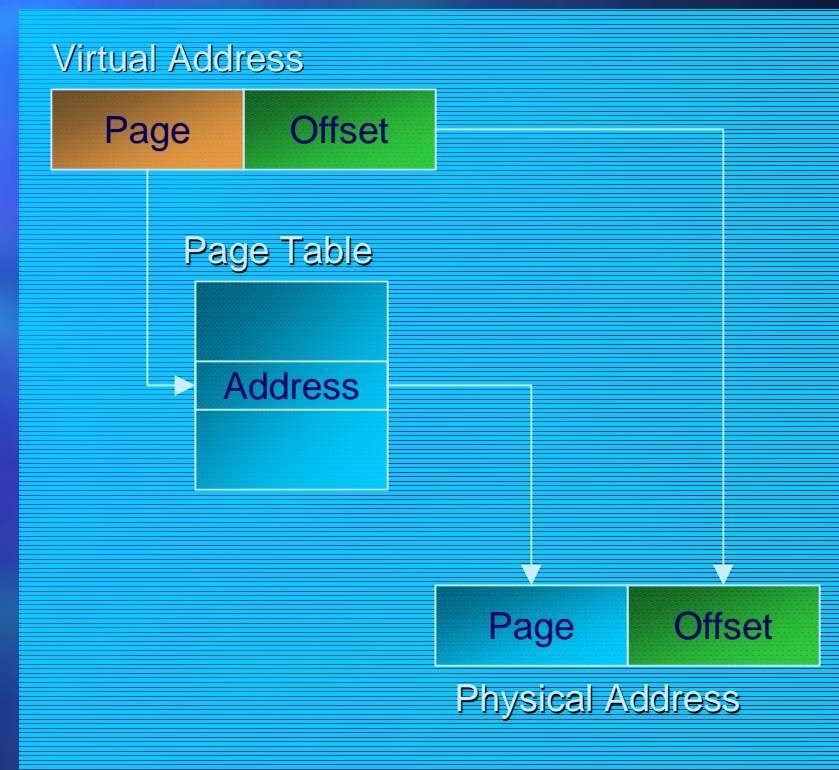 Virtual Address
Page Offset
Page Table
Address
Page Offset
Physical Address